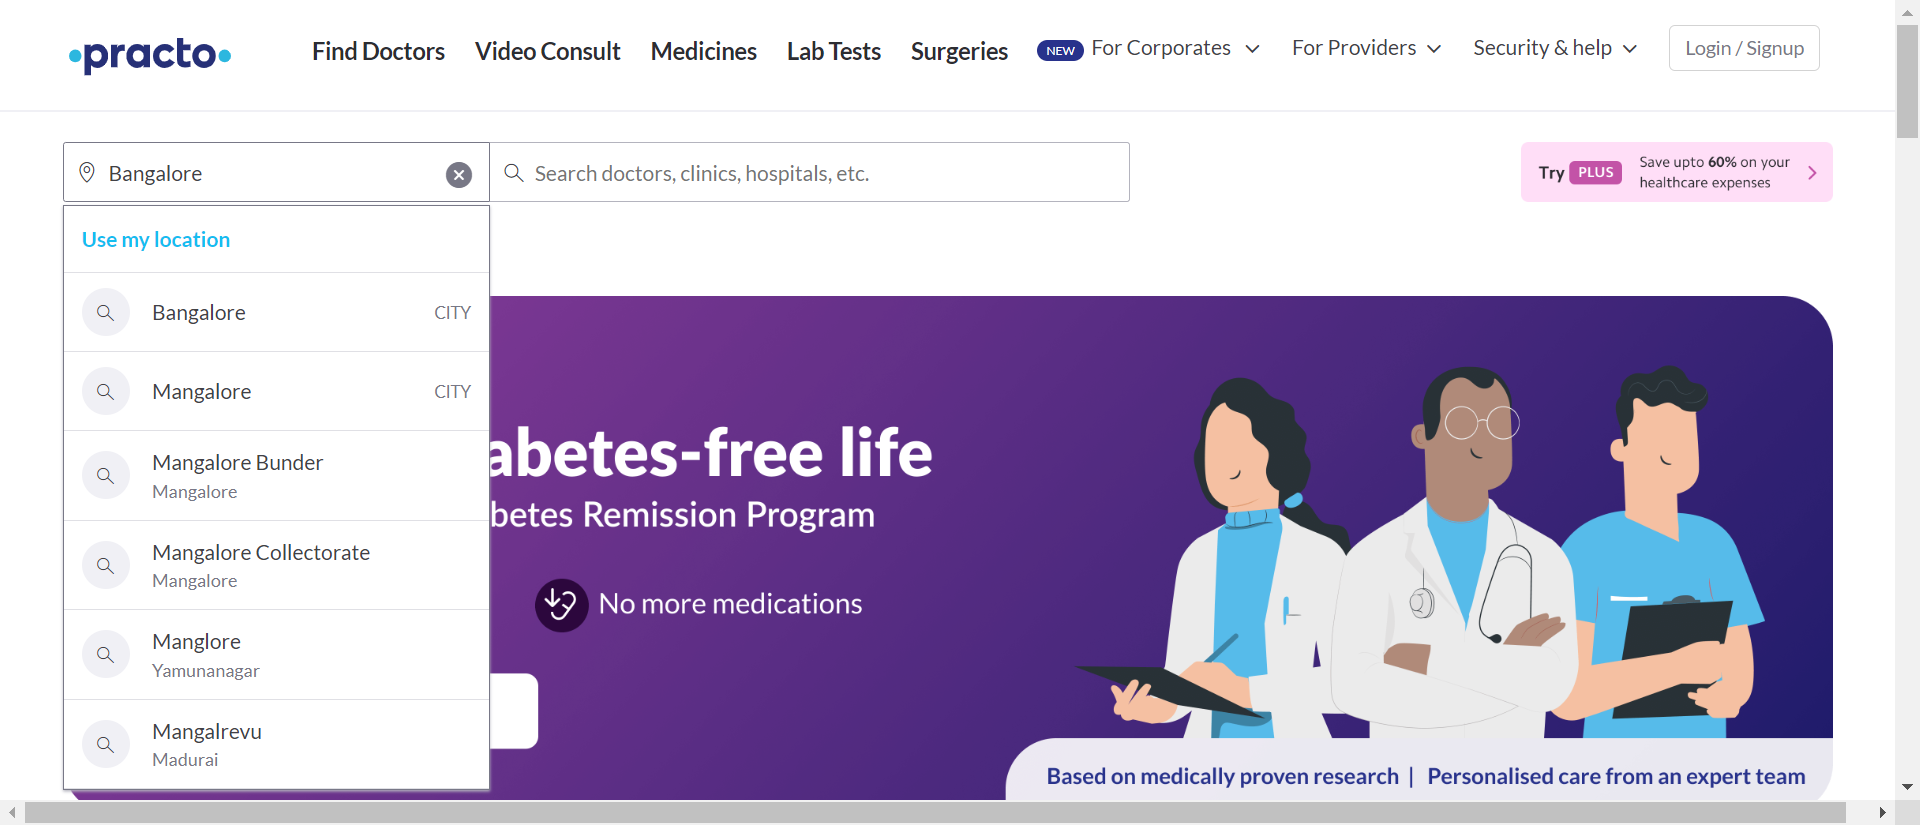 practo
Find Doctors
Video Consult
Medicines
Lab Tests
Surgeries
NEW
For Corporates
For Providers
Security & help
Login / Signup
Bangalore
Search doctors, clinics, hospitals, etc.
Try PLUS
Save upto 60% on your
healthcare expenses
Use my location
Bangalore CITY
Mangalore CITY
Mangalore Bunder
Mangalore
Mangalore Collectorate
Mangalore
Manglore
Yamunanagar
Mangalrevu
Madurai
abetes-free life
betes Remission Program
No more medications
Based on medically proven research | Personalised care from an expert team